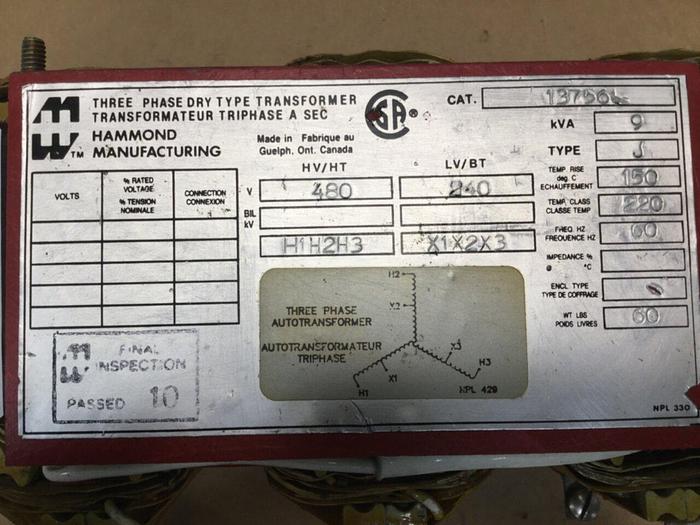 THREE PHASE DRY TYPE TRANSFORMER
TRANSFORMATEUR TRIPHASE A SEC
HAMMOND
TM MANUFACTURING
Made in Fabrique au
Guelph. Ont. Canada
SA ®
CAT. 13756L
kVA 9
TYPE J
TEMP. RISE
deg. C
ECHAUFFEMENT
150
TEMP. CLASS
CLASSE TEMP
220
FREQ. HZ
FREQUENCE HZ
60
IMPEDANCE %
@ °C
ENCL TYPE
TYPE DE COFFRAGE
WT LBS
POIDS LIVRES
60
HV/HT LV/BT
V 480 240
BIL
kV
H1H2H3 X1X2X3
VOLTS
% RATED
VOLTAGE
% TENSION
NOMINALE
CONNECTION
CONNEXION
THREE PHASE
AUTOTRANSFORMER
AUTOTRANSFORMATEUR
TRIPHASE
H2
X2
X3
H3
X1
H1
NPL 429
FINAL
INSPECTION
PASSED 10
NPL 330